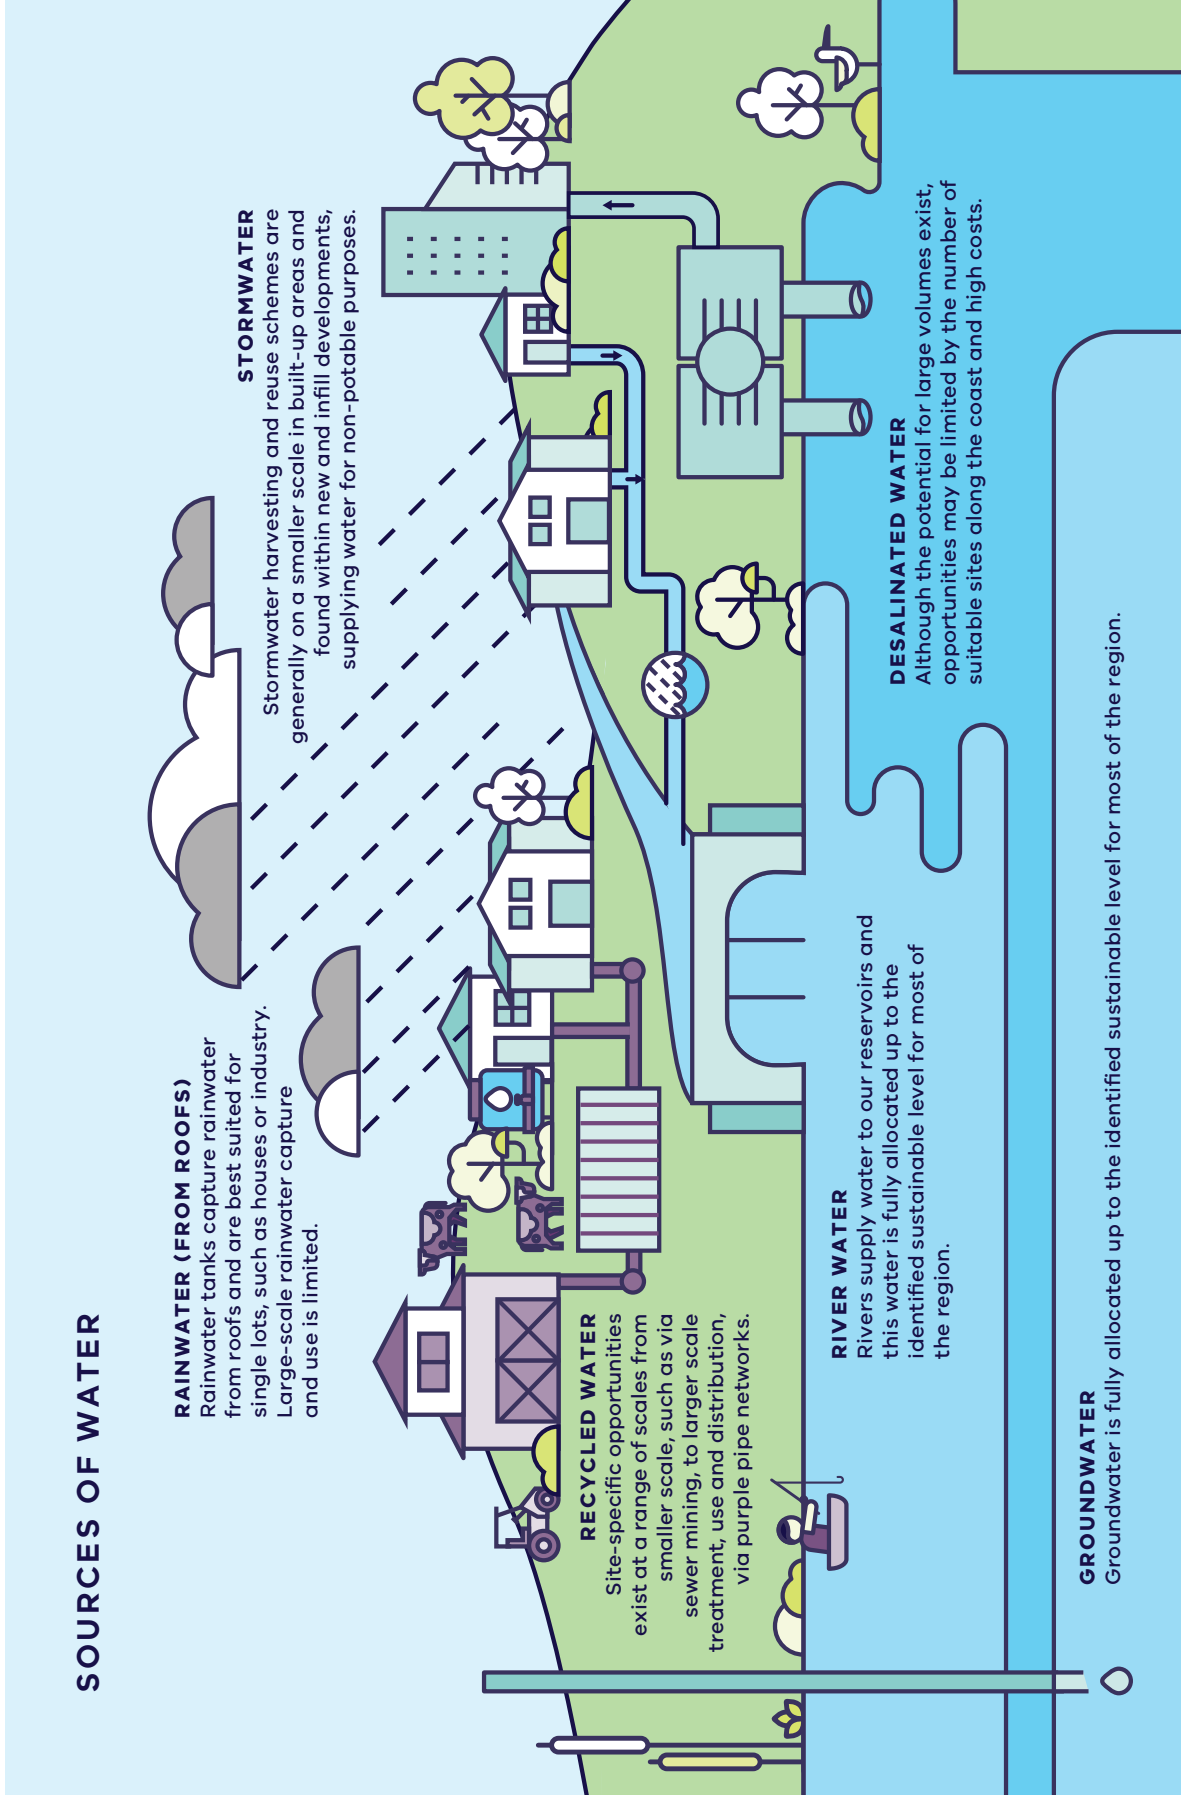 SOURCES OF WATER
RAINWATER (FROM ROOFS)
Rainwater tanks capture rainwater
from roofs and are best suited for
single lots, such as houses or industry.
Large-scale rainwater capture
and use is limited.
STORMWATER
Stormwater harvesting and reuse schemes are
generally on a smaller scale in built-up areas and
found within new and infill developments,
supplying water for non-potable purposes.
RECYCLED WATER
Site-specific opportunities
exist at a range of scales from
smaller scale, such as via
sewer mining, to larger scale
treatment, use and distribution,
via purple pipe networks.
RIVER WATER
Rivers supply water to our reservoirs and
this water is fully allocated up to the
identified sustainable level for most of
the region.
DESALINATED WATER
Although the potential for large volumes exist,
opportunities may be limited by the number of
suitable sites along the coast and high costs.
GROUNDWATER
Groundwater is fully allocated up to the identified sustainable level for most of the region.